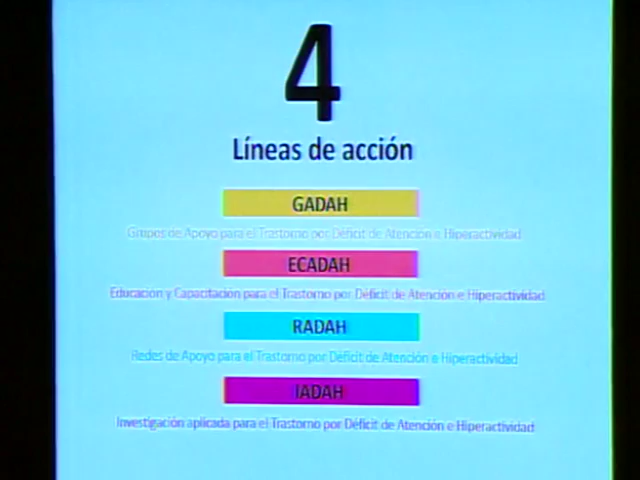 4
Líneas de acción
GADAH
Grupos de Apoyo para el Trastorno por Déficit de Atención e Hiperactividad
ECADAH
Educación y Capacitación para el Trastorno por Déficit de Atención e Hiperactividad
RADAH
Redes de Apoyo para el Trastorno por Déficit de Atención e Hiperactividad
IADAH
Investigación aplicada para el Trastorno por Déficit de Atención e Hiperactividad